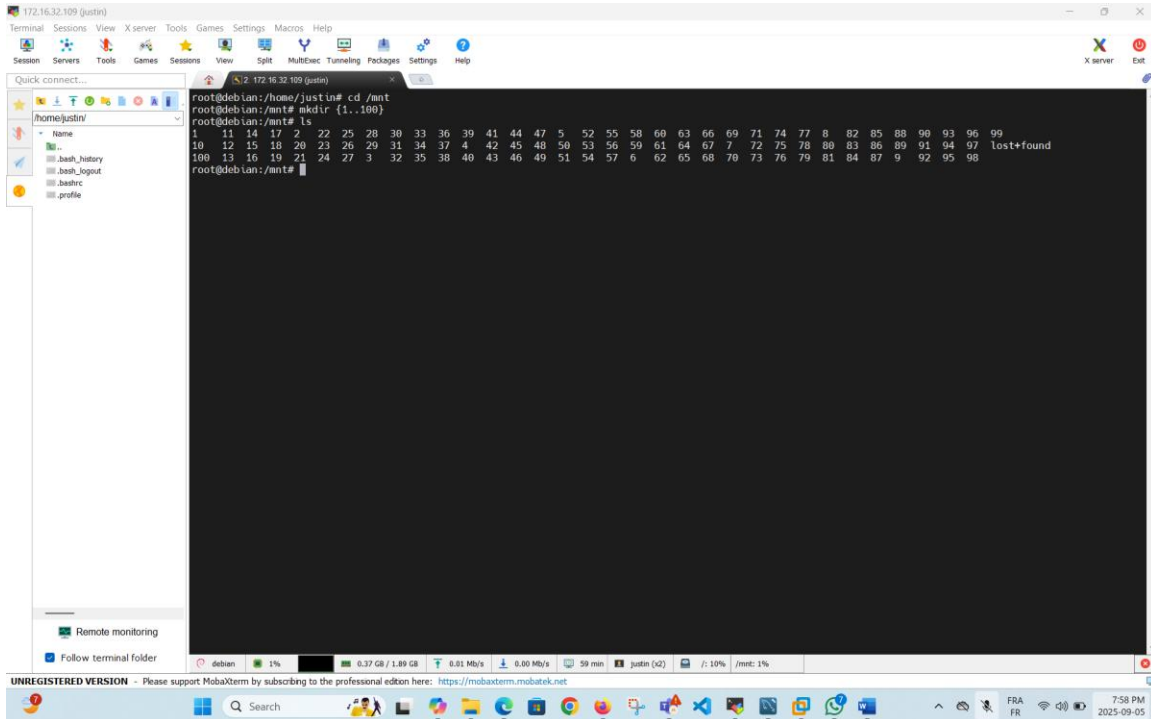 172.16.32.109 (justin)
Terminal Sessions View X server Tools Games Settings Macros Help
Session Servers Tools Games Sessions View Split MultiExec Tunneling Packages Settings Help X server Exit
Quick connect...
2. 172.16.32.109 (justin)
/home/justin/
Name
..
.bash_history
.bash_logout
.bashrc
.profile
root@debian:/home/justin# cd /mnt
root@debian:/mnt# mkdir {1..100}
root@debian:/mnt# ls
1 11 14 17 2 22 25 28 30 33 36 39 41 44 47 5 52 55 58 60 63 66 69 71 74 77 8 82 85 88 90 93 96 99
10 12 15 18 20 23 26 29 31 34 37 4 42 45 48 50 53 56 59 61 64 67 7 72 75 78 80 83 86 89 91 94 97 lost+found
100 13 16 19 21 24 27 3 32 35 38 40 43 46 49 51 54 57 6 62 65 68 70 73 76 79 81 84 87 9 92 95 98
root@debian:/mnt#
Remote monitoring
Follow terminal folder
debian 1% 0.37 GB / 1.89 GB 0.01 Mb/s 0.00 Mb/s 59 min justin (x2) /: 10% /mnt: 1%
UNREGISTERED VERSION - Please support MobaXterm by subscribing to the professional edition here: https://mobaxterm.mobatek.net
7
Search
FRA
FR
7:58 PM
2025-09-05